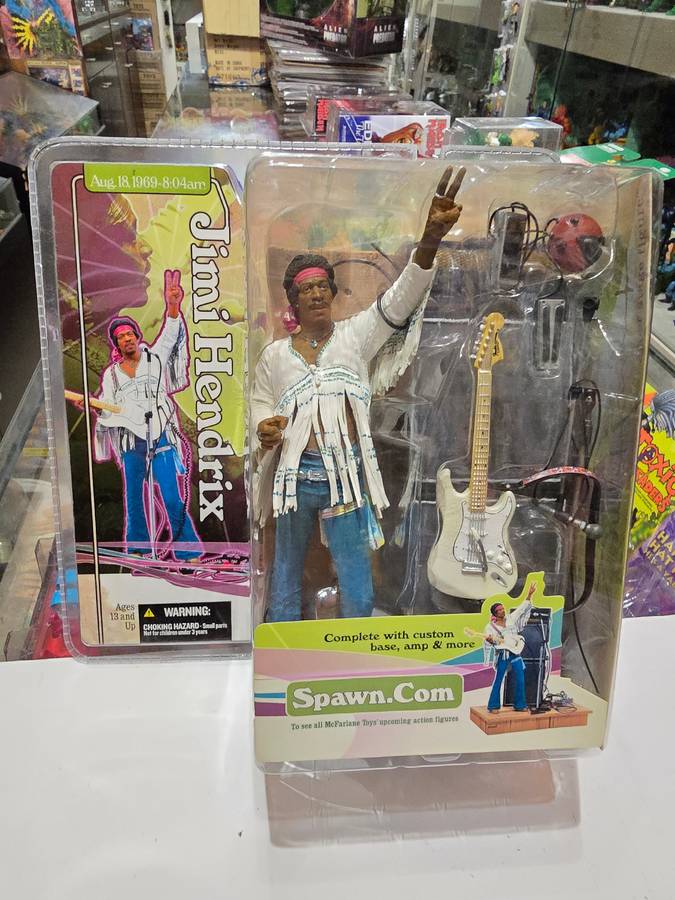 Aug.18,1969-8:04am
Jimi Hendrix
Ages
13 and
Up
WARNING:
CHOKING HAZARD - Small parts
Not for children under 3 years
Complete with custom
base, amp & more
Spawn.Com
To see all McFarlane Toys' upcoming action figures
TOXIC